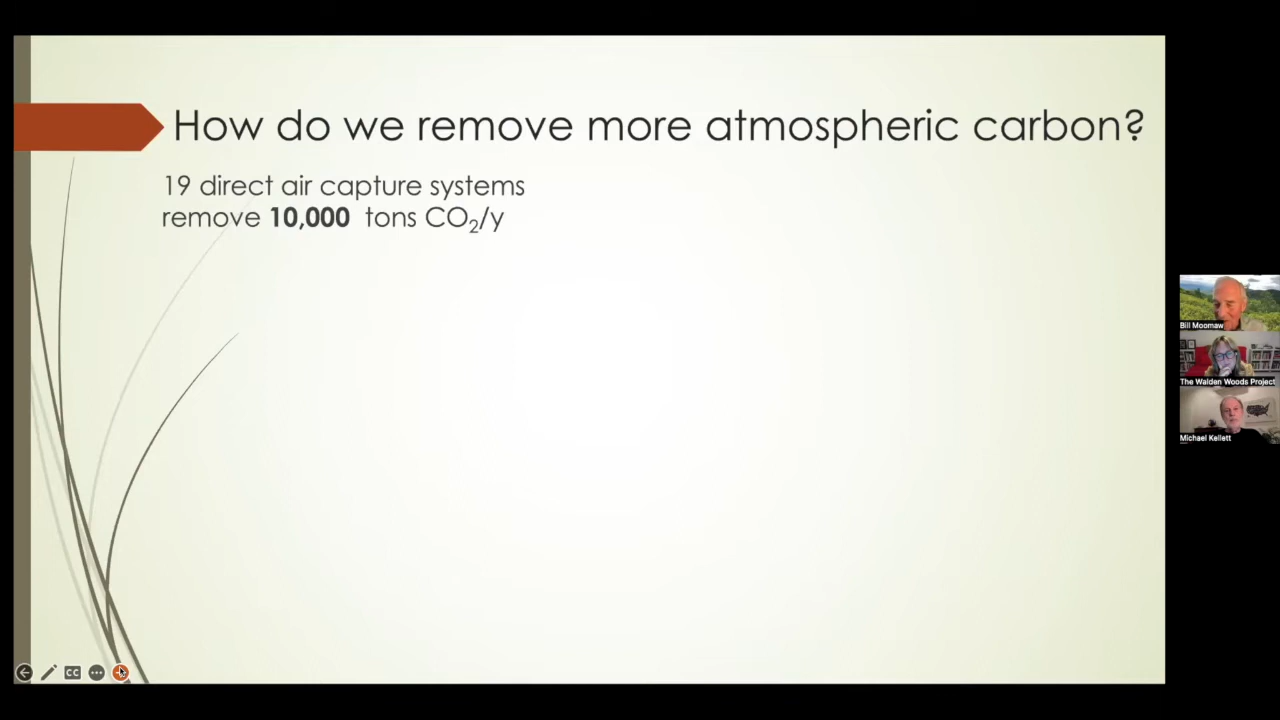 How do we remove more atmospheric carbon?
19 direct air capture systems
remove 10,000 tons CO₂/y
Bill Moomaw
The Walden Woods Project
Michael Kellett
CC